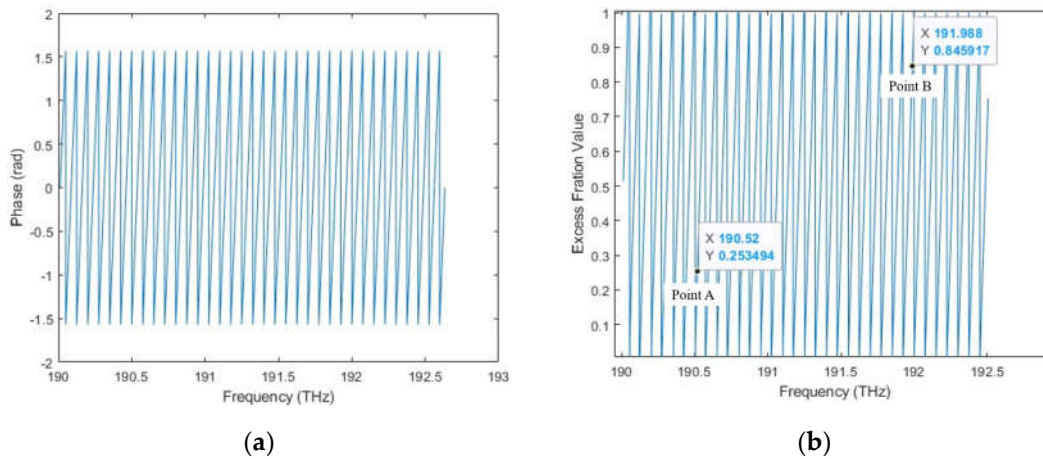 2
1.5
1
0.5
0
-0.5
-1
-1.5
-2
Phase (rad)
190
190.5
191
191.5
192
192.5
193
Frequency (THz)
(a)
1
0.9
0.8
0.7
0.6
0.5
0.4
0.3
0.2
0.1
Excess Fration Value
X 191.988
Y 0.845917
Point B
X 190.52
Y 0.253494
Point A
190
190.5
191
191.5
192
192.5
Frequency (THz)
(b)